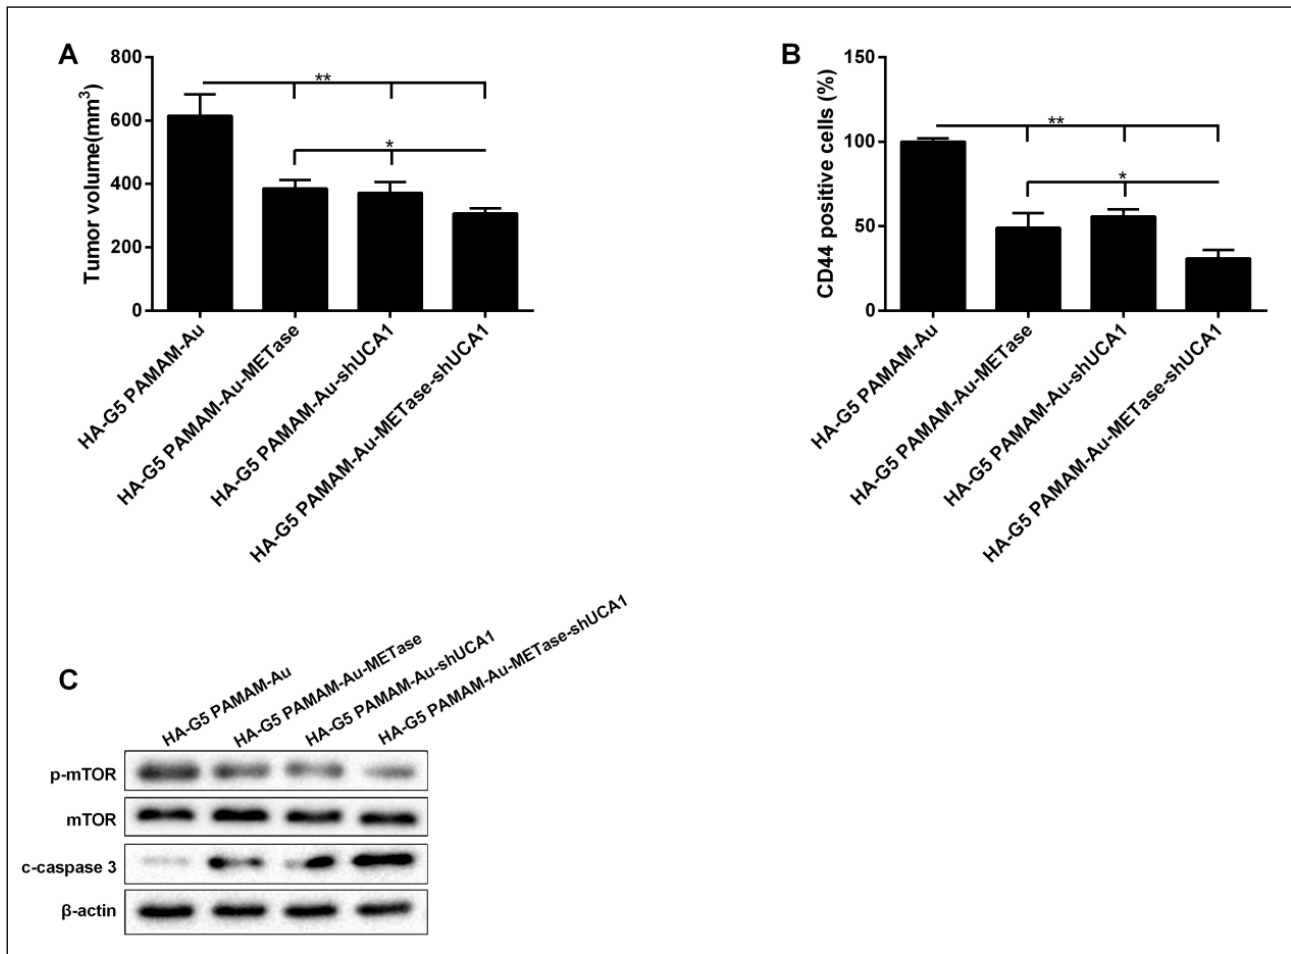 A
Tumor volume(mm³)
800
600
400
200
0
**
*
HA-G5 PAMAM-Au
HA-G5 PAMAM-Au-METase
HA-G5 PAMAM-Au-shUCA1
HA-G5 PAMAM-Au-METase-shUCA1
B
CD44 positive cells (%)
150
100
50
0
**
*
HA-G5 PAMAM-Au
HA-G5 PAMAM-Au-METase
HA-G5 PAMAM-Au-shUCA1
HA-G5 PAMAM-Au-METase-shUCA1
C
HA-G5 PAMAM-Au
HA-G5 PAMAM-Au-METase
HA-G5 PAMAM-Au-shUCA1
HA-G5 PAMAM-Au-METase-shUCA1
p-mTOR
mTOR
c-caspase 3
β-actin